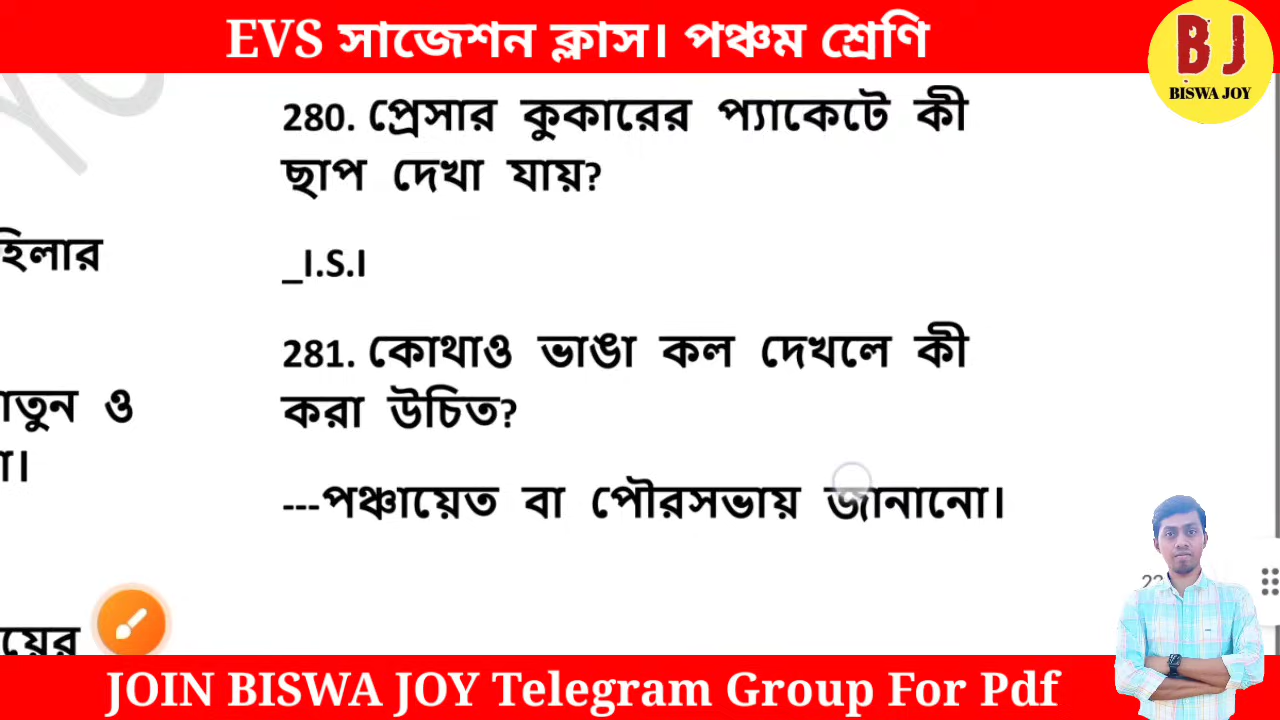 EVS সাজেশন ক্লাস। পঞ্চম শ্রেণি
BJ
BISWA JOY
280. প্রেসার কুকারের প্যাকেটে কী
ছাপ দেখা যায়?
_I.S.I
281. কোথাও ভাঙা কল দেখলে কী
করা উচিত?
---পঞ্চায়েত বা পৌরসভায় জানানো।
ও
JOIN BISWA JOY Telegram Group For Pdf